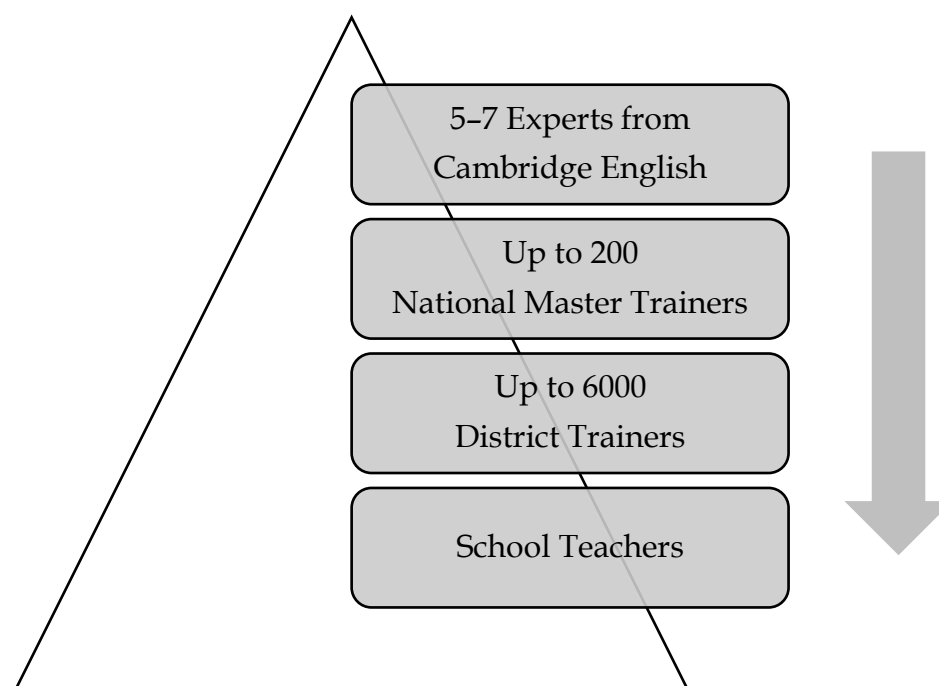 5–7 Experts from
Cambridge English
Up to 200
National Master Trainers
Up to 6000
District Trainers
School Teachers